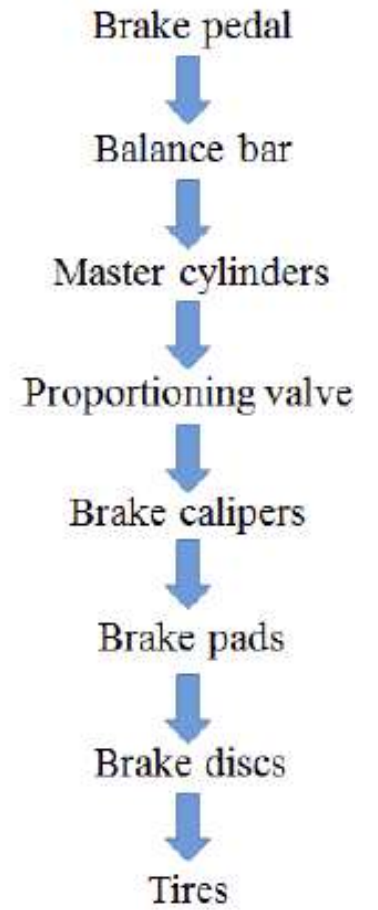 Brake pedal
Balance bar
Master cylinders
Proportioning valve
Brake calipers
Brake pads
Brake discs
Tires